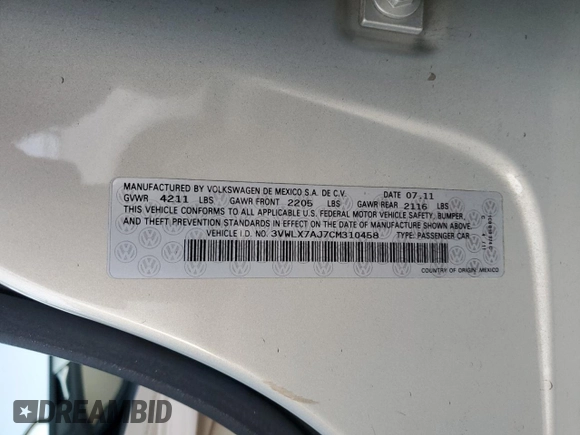 MANUFACTURED BY VOLKSWAGEN DE MEXICO S.A. DE C.V.
GVWR 4211 LBS GAWR FRONT 2205 LBS GAWR REAR 2116 LBS DATE 07.11
THIS VEHICLE CONFORMS TO ALL APPLICABLE U.S. FEDERAL MOTOR VEHICLE SAFETY, BUMPER,
AND THEFT PREVENTION STANDARDS IN EFFECT ON THE DATE OF MANUFACTURE SHOWN ABOVE.
VEHICLE I.D. NO. 3VWLX7AJ7CM310458 TYPE: PASSENGER CAR
COUNTRY OF ORIGIN: MEXICO
DREAMBID